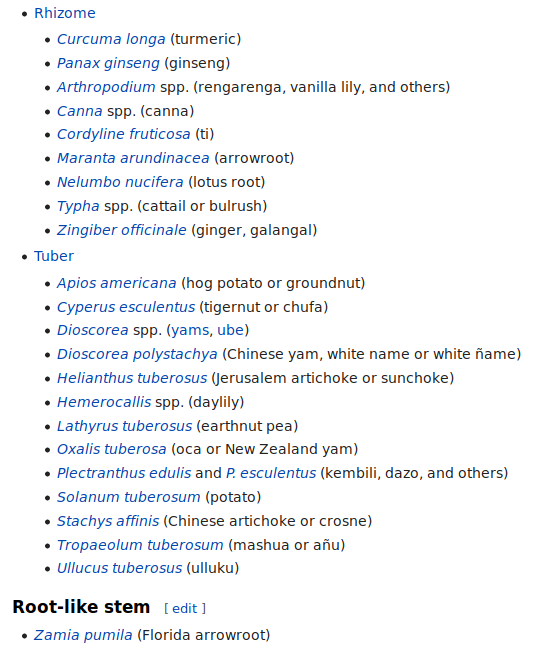 Rhizome
Curcuma longa (turmeric)
Panax ginseng (ginseng)
Arthropodium spp. (rengarenga, vanilla lily, and others)
Canna spp. (canna)
Cordyline fruticosa (ti)
Maranta arundinacea (arrowroot)
Nelumbo nucifera (lotus root)
Typha spp. (cattail or bulrush)
Zingiber officinale (ginger, galangal)
Tuber
Apios americana (hog potato or groundnut)
Cyperus esculentus (tigernut or chufa)
Dioscorea spp. (yams, ube)
Dioscorea polystachya (Chinese yam, white name or white ñame)
Helianthus tuberosus (Jerusalem artichoke or sunchoke)
Hemerocallis spp. (daylily)
Lathyrus tuberosus (earthnut pea)
Oxalis tuberosa (oca or New Zealand yam)
Plectranthus edulis and P. esculentus (kembili, dazo, and others)
Solanum tuberosum (potato)
Stachys affinis (Chinese artichoke or crosne)
Tropaeolum tuberosum (mashua or añu)
Ullucus tuberosus (ulluku)
Root-like stem [ edit ]
Zamia pumila (Florida arrowroot)